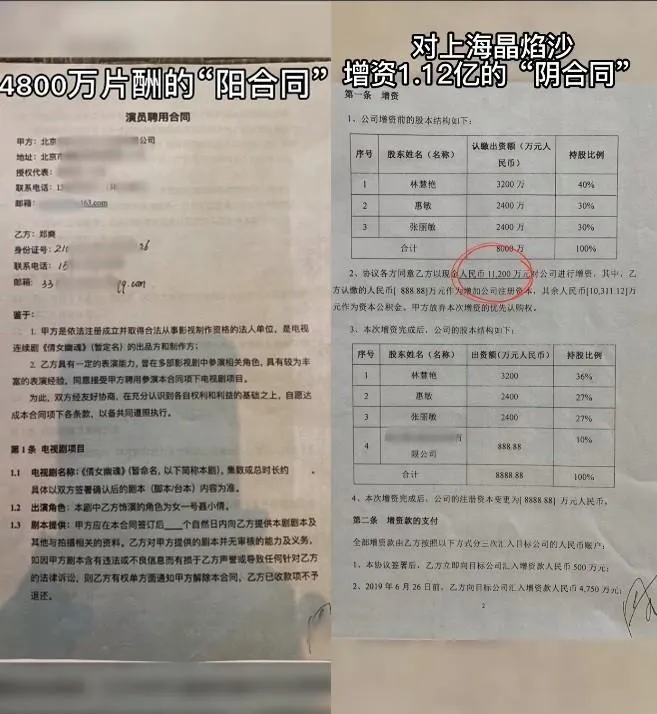 4800万片酬的“阳合同”
演员聘用合同
甲方：北京 公司
地址：北京市
授权代表：
联系电话：1
邮箱： 163.com
乙方：郑爽
身份证号：210 26
联系电话：15
邮箱：33 qq.com
鉴于：
1. 甲方是依法注册成立并取得合法从事影视制作资格的法人单位，是电视
连续剧《倩女幽魂》（暂定名）的出品方和制作方；
2. 乙方具有一定的表演能力，曾在多部影视剧中参演相关角色，具有较为丰
富的表演经验，同意接受甲方聘用参演本合同项下电视剧项目。
为此，双方经友好协商，在充分认识到各自权利和利益的基础之上，自愿达
成本合同项下各条款，以备共同遵照执行。
第1条 电视剧项目
1.1 电视剧名称：《倩女幽魂》（暂命名，以下简称本剧），集数或总时长约
具体以双方签署确认后的剧本（脚本/台本）内容为准。
1.2 出演角色：本剧中乙方饰演的角色为女一号聂小倩。
1.3 剧本提供：甲方应在本合同签订后____个自然日内向乙方提供本剧剧本及
其他与拍摄相关的资料。乙方对甲方提供的剧本并无审核的能力及义务，
如因甲方剧本含有违法或不良信息而有损于乙方声誉或导致任何针对乙方
的法律诉讼，则乙方有权单方面通知甲方解除本合同，乙方已收款项不予
退还。
对上海晶焰沙
增资1.12亿的“阴合同”
第一条 增资
1、公司增资前的股本结构如下：
序号 股东姓名（名称） 认缴出资额（万元人民币） 持股比例
1 林慧艳 3200万 40%
2 惠敏 2400万 30%
3 张丽敏 2400万 30%
合计 8000万 100%
2、协议各方同意乙方以现金人民币11,200万元对公司进行增资，其中，乙
方认缴的人民币[ 888.88]万元作为增加公司注册资本，其余人民币[10,311.12]万
元作为资本公积金。甲方放弃本次增资的优先认购权。
3、本次增资完成后，公司的股本结构如下：
序号 股东姓名（名称） 出资额（万元人民币） 持股比例
1 林慧艳 3200 36%
2 惠敏 2400 27%
3 张丽敏 2400 27%
4 有限公司 888.88 10%
合计 8888.88 100%
4、本次增资完成后，公司的注册资本变更为[ 8888.88] 万元人民币。
第二条 增资款的支付
全部增资款由乙方按照以下方式分三次汇入目标公司的人民币账户：
1、本协议签署后，乙方立即向目标公司汇入增资款人民币 500万元；
2、2019 年 6 月 26 日前，乙方向目标公司汇入增资款人民币 4,750 万元；
2